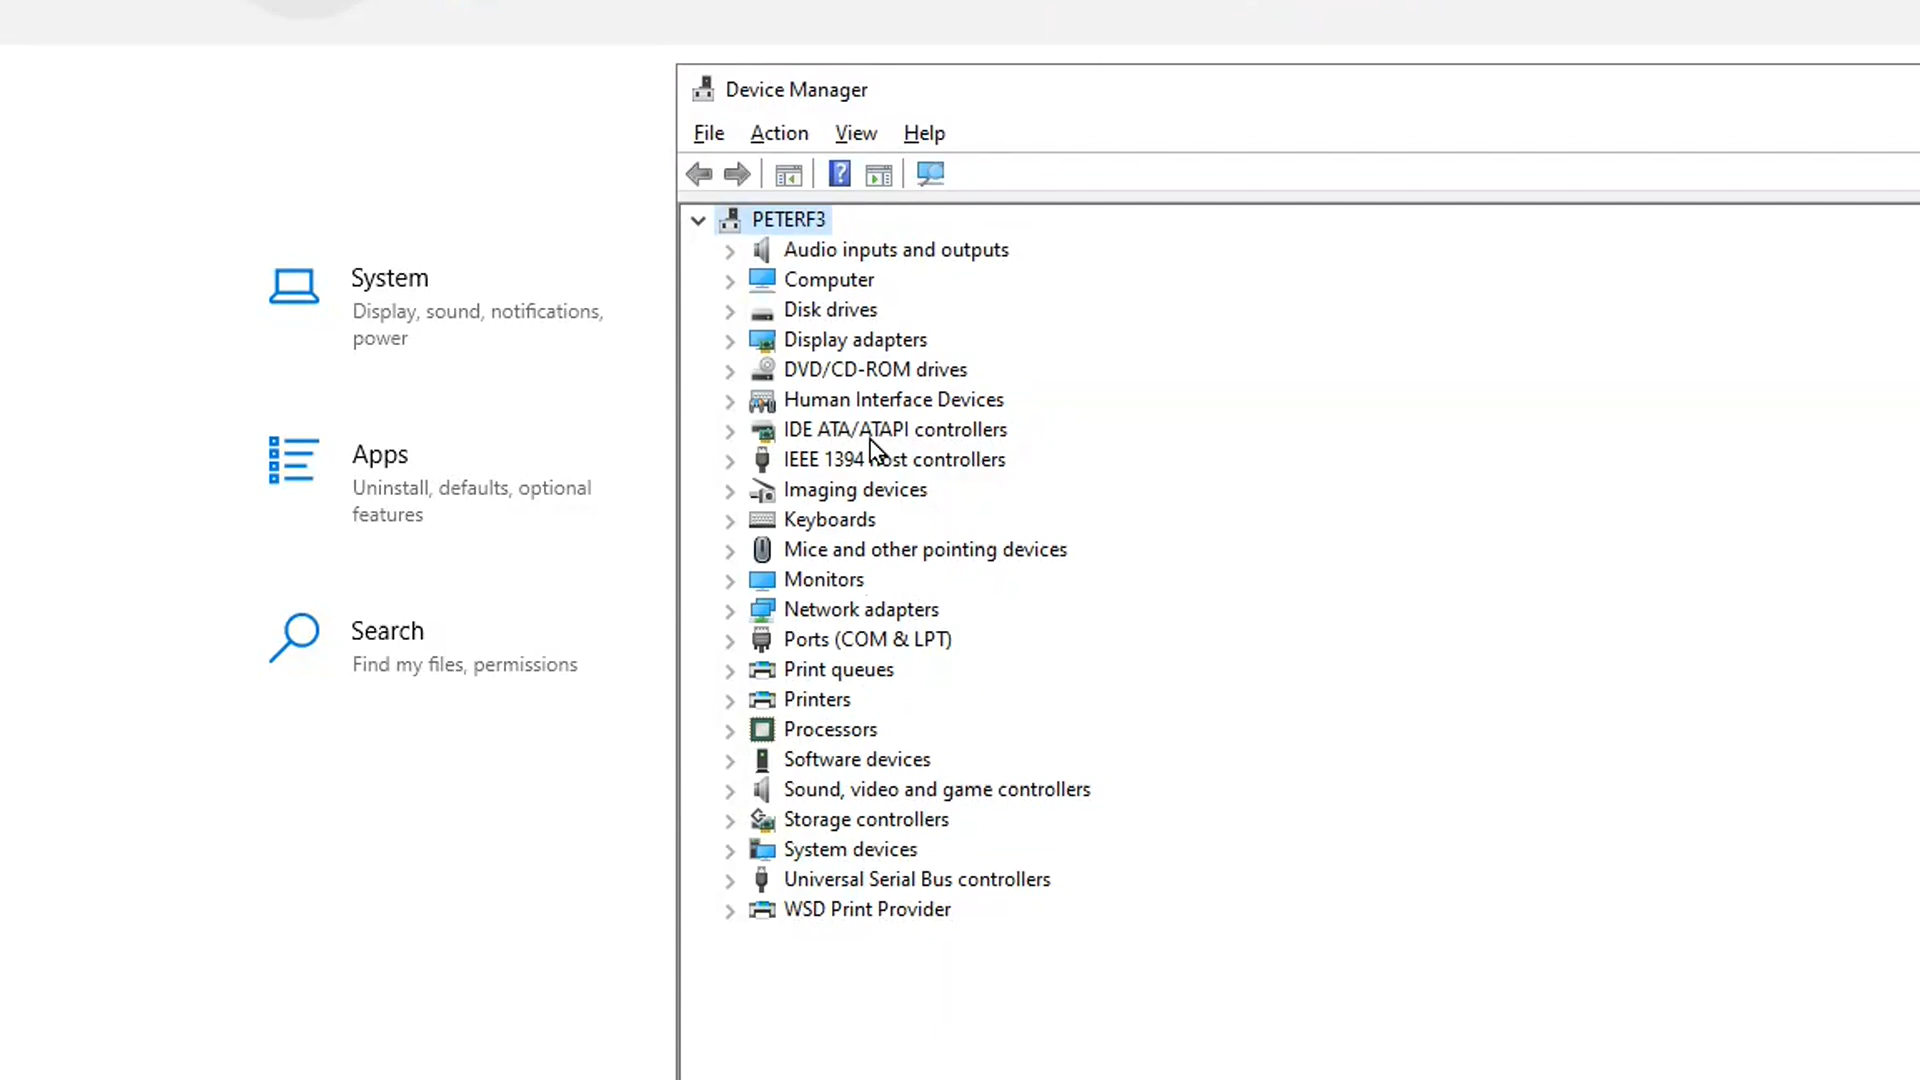 System
Display, sound, notifications,
power
Apps
Uninstall, defaults, optional
features
Search
Find my files, permissions
Device Manager
File Action View Help
PETERF3
Audio inputs and outputs
Computer
Disk drives
Display adapters
DVD/CD-ROM drives
Human Interface Devices
IDE ATA/ATAPI controllers
IEEE 1394 host controllers
Imaging devices
Keyboards
Mice and other pointing devices
Monitors
Network adapters
Ports (COM & LPT)
Print queues
Printers
Processors
Software devices
Sound, video and game controllers
Storage controllers
System devices
Universal Serial Bus controllers
WSD Print Provider